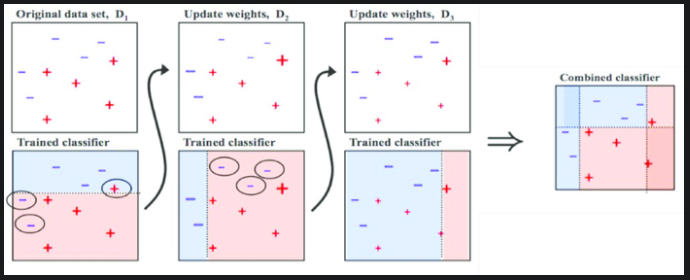 Original data set, D₁
Update weights, D₂
Update weights, D₃
Combined classifier
Trained classifier
Trained classifier
Trained classifier